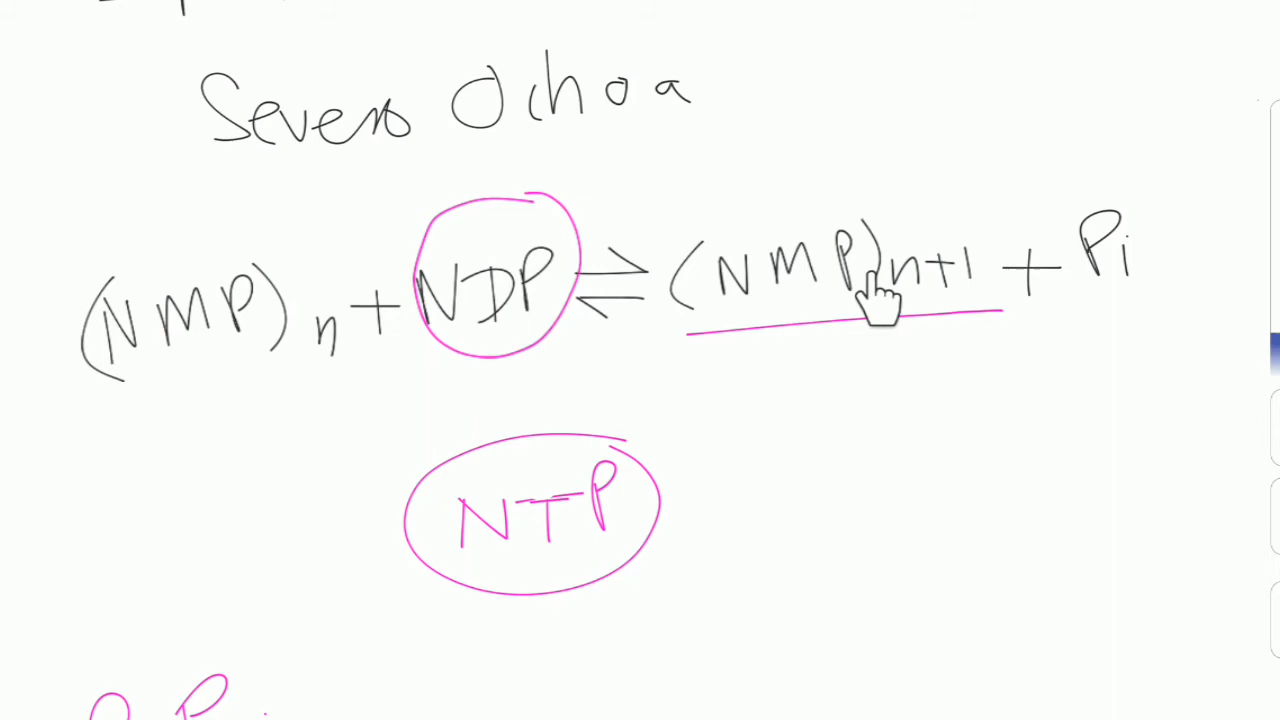 Severo Ochoa
(NMP)n + NDP ⇌ (NMP)n+1 + Pi
NTP